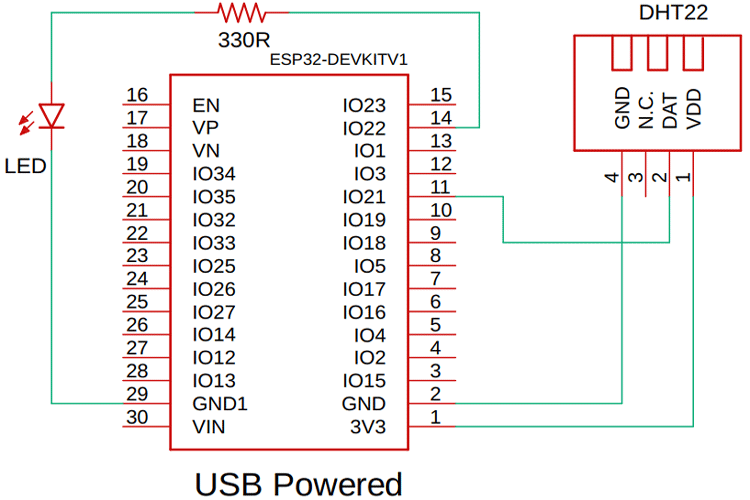 330R
DHT22
ESP32-DEVKITV1
LED
16 EN IO23 15
17 VP IO22 14
18 VN IO1 13
19 IO34 IO3 12
20 IO35 IO21 11
21 IO32 IO19 10
22 IO33 IO18 9
23 IO25 IO5 8
24 IO26 IO17 7
25 IO27 IO16 6
26 IO14 IO4 5
27 IO12 IO2 4
28 IO13 IO15 3
29 GND1 GND 2
30 VIN 3V3 1
GND N.C. DAT VDD
4 3 2 1
USB Powered